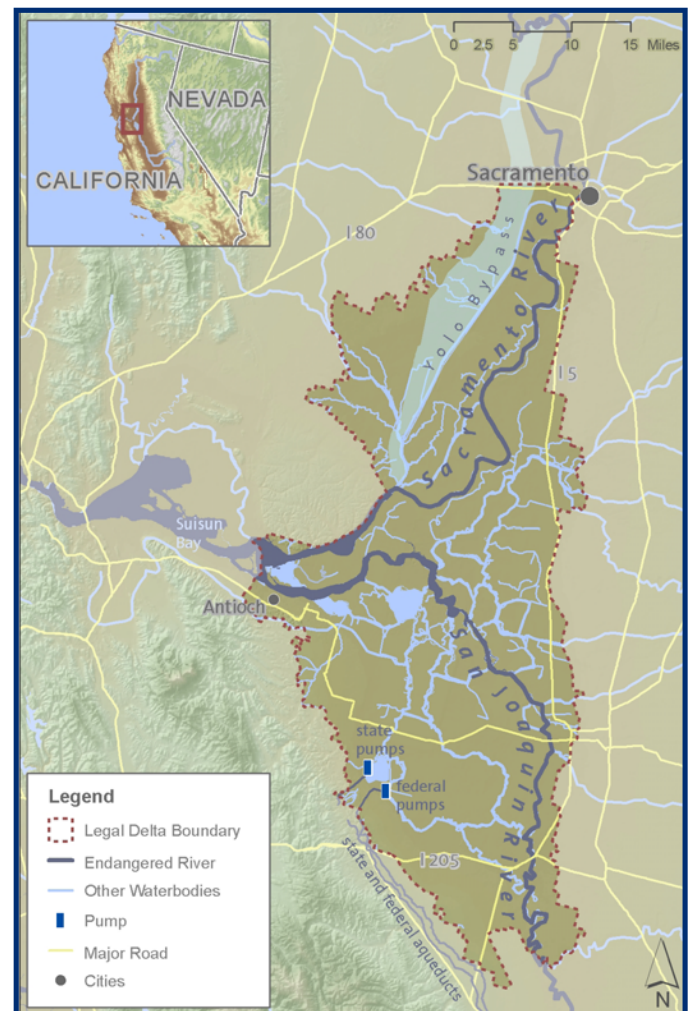 NEVADA
CALIFORNIA
0 2.5 5 10 15 Miles
Sacramento
I 80
Yolo Bypass
Sacramento River
I 5
Suisun
Bay
Antioch
San Joaquin River
state
pumps
federal
pumps
I 205
state and federal aqueducts
Legend
Legal Delta Boundary
Endangered River
Other Waterbodies
Pump
Major Road
Cities
N